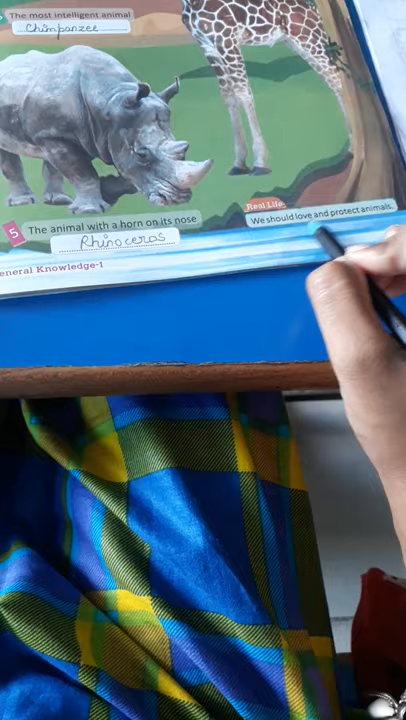 The most intelligent animal
Chimpanzee
5 The animal with a horn on its nose
Rhinoceros
Real Life
We should love and protect animals.
eneral Knowledge-1